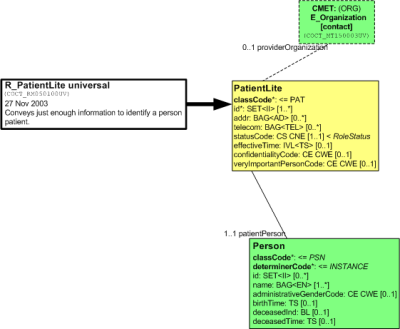 CMET: (ORG)
E_Organization
[contact]
(COCT_MT150003UV)
0..1 providerOrganization
R_PatientLite universal
(COCT_RM050100UV)
27 Nov 2003
Conveys just enough information to identify a person
patient.
PatientLite
classCode*: <= PAT
id*: SET<II> [1..*]
addr: BAG<AD> [0..*]
telecom: BAG<TEL> [0..*]
statusCode: CS CNE [1..1] < RoleStatus
effectiveTime: IVL<TS> [0..1]
confidentialityCode: CE CWE [0..1]
veryImportantPersonCode: CE CWE [0..1]
1..1 patientPerson
Person
classCode*: <= PSN
determinerCode*: <= INSTANCE
id: SET<II> [0..*]
name: BAG<EN> [1..*]
administrativeGenderCode: CE CWE [0..1]
birthTime: TS [0..1]
deceasedInd: BL [0..1]
deceasedTime: TS [0..1]